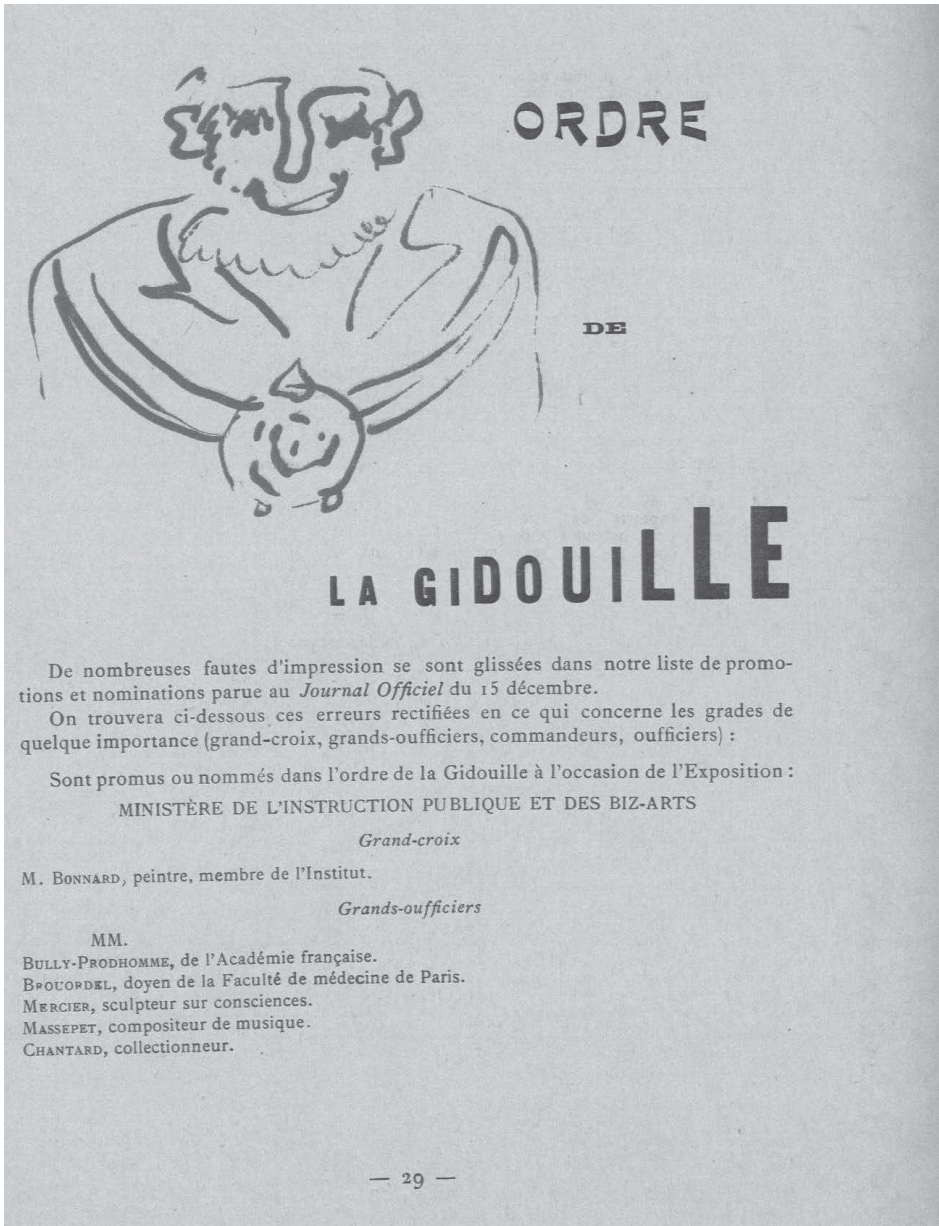 ORDRE
DE
LA GIDOUILLE
De nombreuses fautes d'impression se sont glissées dans notre liste de promo-
tions et nominations parue au Journal Officiel du 15 décembre.
On trouvera ci-dessous ces erreurs rectifiées en ce qui concerne les grades de
quelque importance (grand-croix, grands-oufficiers, commandeurs, oufficiers) :
Sont promus ou nommés dans l'ordre de la Gidouille à l'occasion de l'Exposition :
MINISTÈRE DE L'INSTRUCTION PUBLIQUE ET DES BIZ-ARTS
Grand-croix
M. BONNARD, peintre, membre de l'Institut.
Grands-oufficiers
MM.
BULLY-PRODHOMME, de l'Académie française.
BROUORDEL, doyen de la Faculté de médecine de Paris.
MERCIER, sculpteur sur consciences.
MASSEPET, compositeur de musique.
CHANTARD, collectionneur.
— 29 —